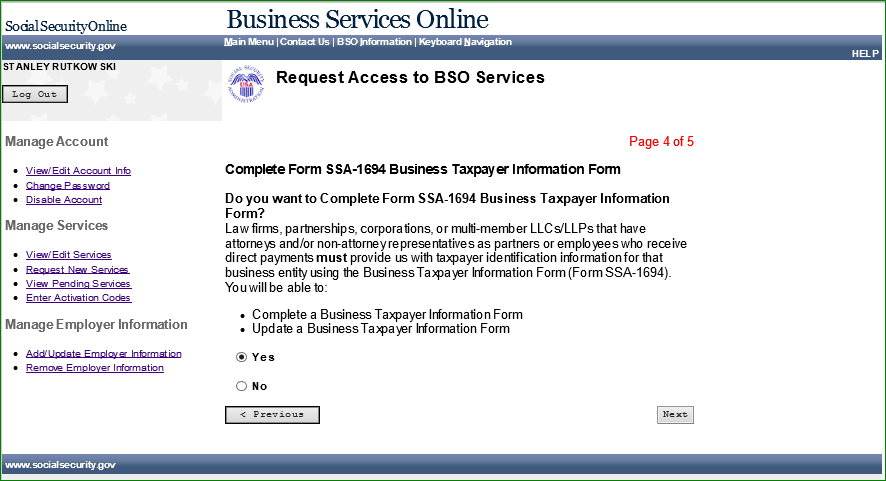 Social Security Online
Business Services Online
www.socialsecurity.gov
Main Menu | Contact Us | BSO Information | Keyboard Navigation
HELP
STANLEY RUTKOWSKI
Log Out
SOCIAL SECURITY ADMINISTRATION
USA
Request Access to BSO Services
Manage Account
View/Edit Account Info
Change Password
Disable Account
Manage Services
View/Edit Services
Request New Services
View Pending Services
Enter Activation Codes
Manage Employer Information
Add/Update Employer Information
Remove Employer Information
Page 4 of 5
Complete Form SSA-1694 Business Taxpayer Information Form
Do you want to Complete Form SSA-1694 Business Taxpayer Information
Form?
Law firms, partnerships, corporations, or multi-member LLCs/LLPs that have
attorneys and/or non-attorney representatives as partners or employees who receive
direct payments must provide us with taxpayer identification information for that
business entity using the Business Taxpayer Information Form (Form SSA-1694).
You will be able to:
Complete a Business Taxpayer Information Form
Update a Business Taxpayer Information Form
Yes
No
< Previous
Next
www.socialsecurity.gov